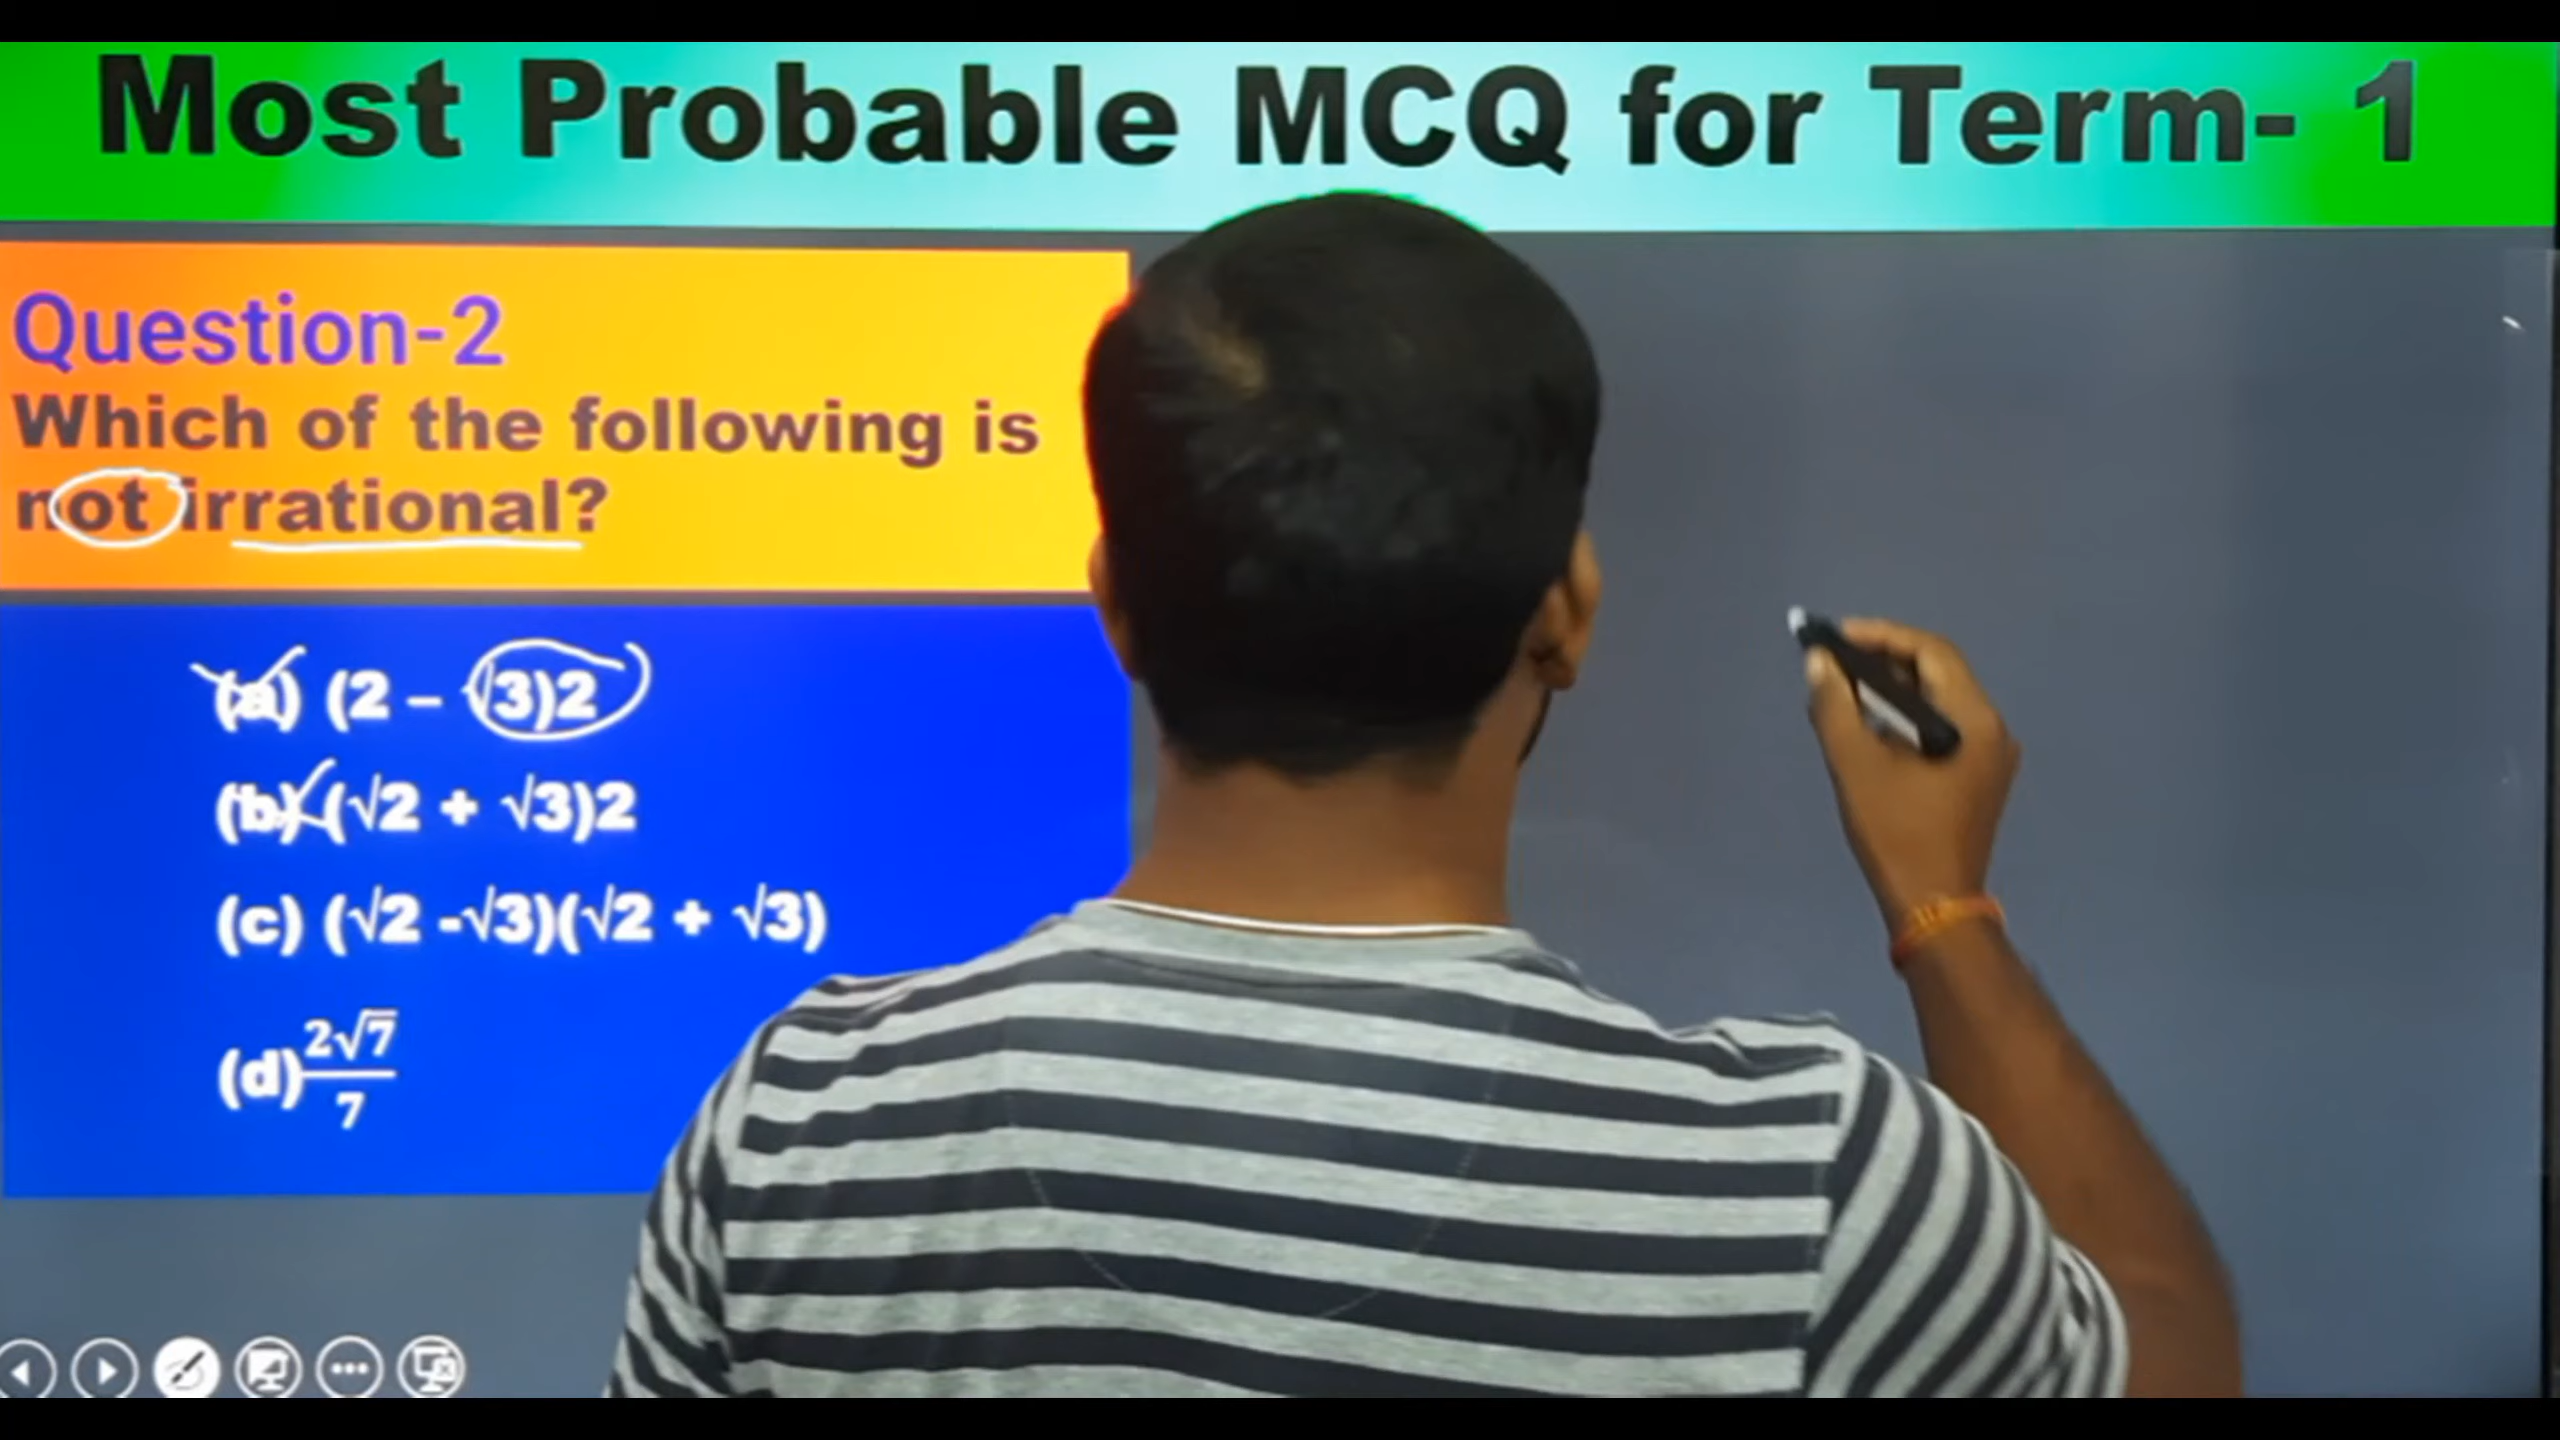 Most Probable MCQ for Term- 1
Question-2
Which of the following is
not irrational?
(a) (2 – √3)2
(b) (√2 + √3)2
(c) (√2 -√3)(√2 + √3)
(d) 2√7/7